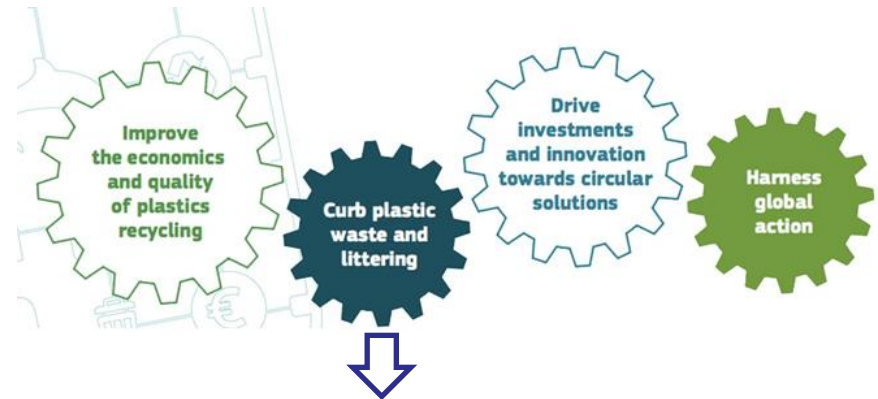 Improve
the economics
and quality
of plastics
recycling
Curb plastic
waste and
littering
Drive
investments
and innovation
towards circular
solutions
Harness
global
action
€